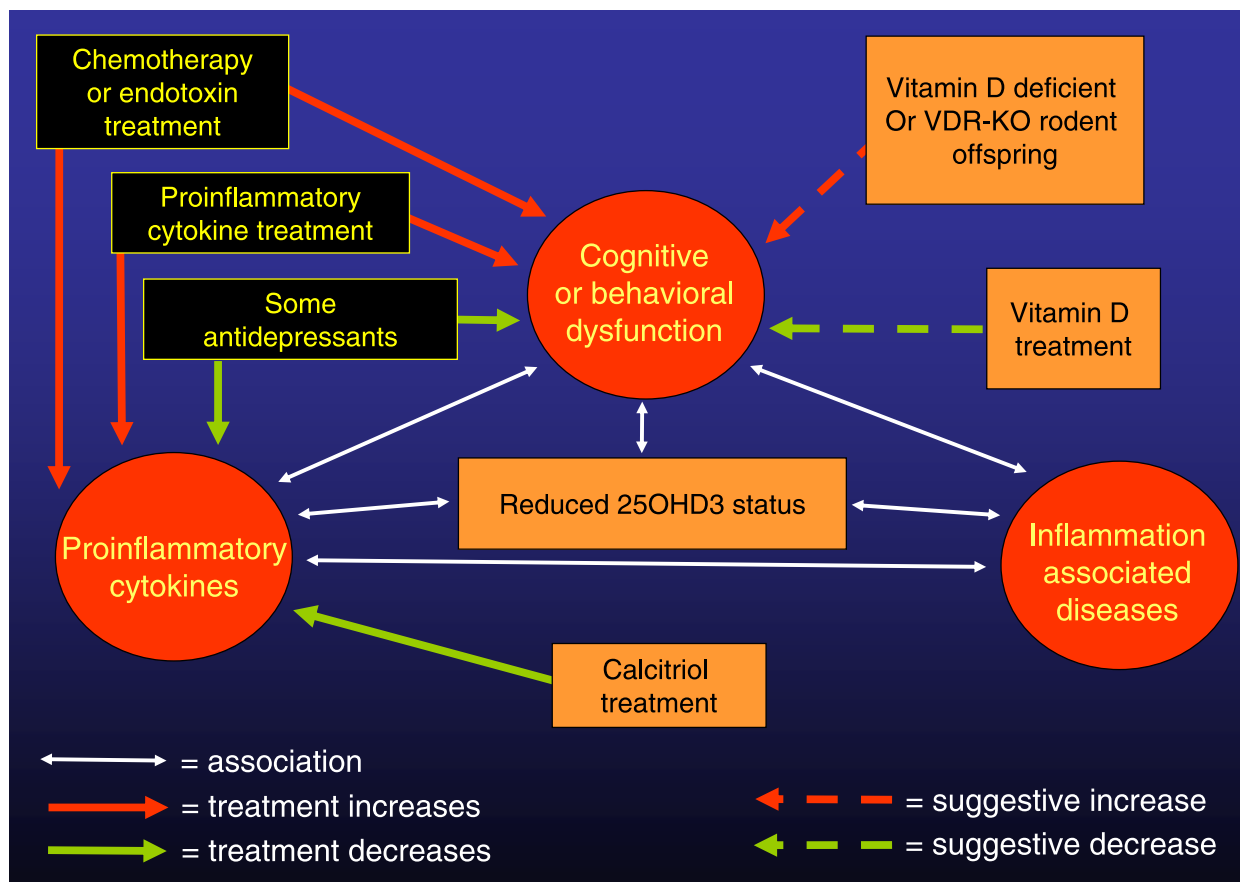 Chemotherapy
or endotoxin
treatment
Vitamin D deficient
Or VDR-KO rodent
offspring
Proinflammatory
cytokine treatment
Some
antidepressants
Cognitive
or behavioral
dysfunction
Vitamin D
treatment
Reduced 25OHD3 status
Proinflammatory
cytokines
Inflammation
associated
diseases
Calcitriol
treatment
= association
= treatment increases
= treatment decreases
= suggestive increase
= suggestive decrease